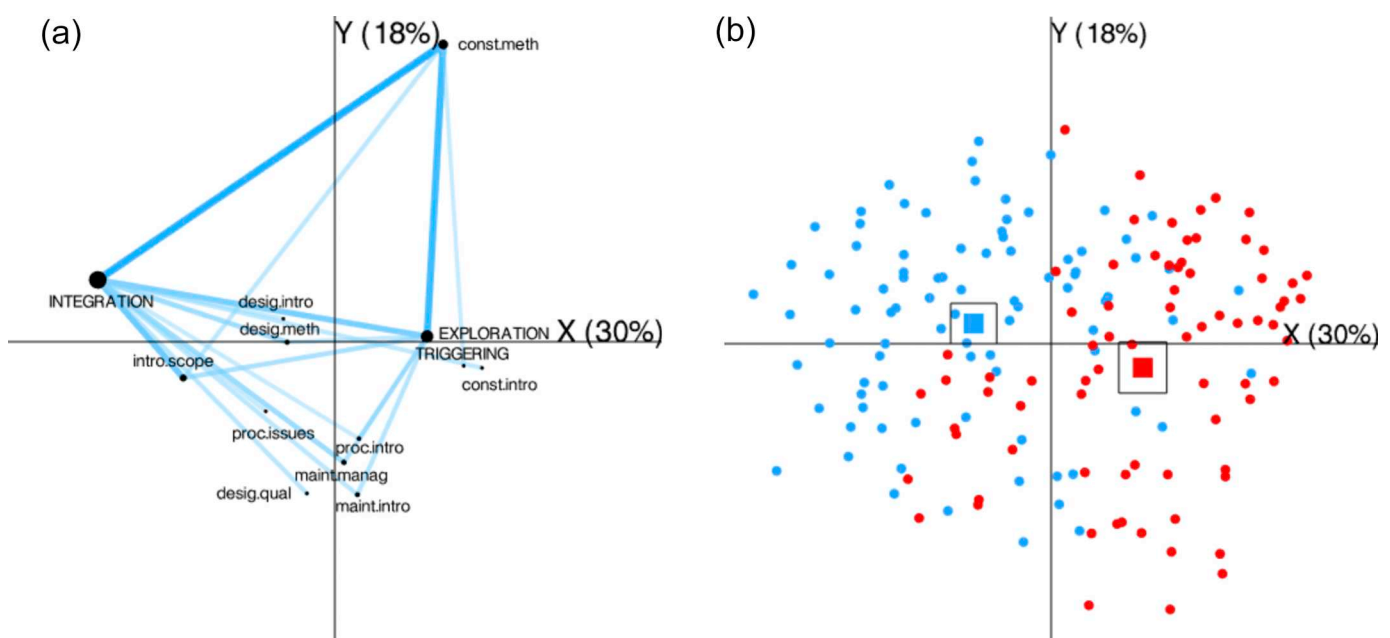 (a)
Y (18%)
const.meth
INTEGRATION
desig.intro
desig.meth
EXPLORATION
X (30%)
TRIGGERING
intro.scope
const.intro
proc.issues
proc.intro
maint.manag
desig.qual
maint.intro
(b)
Y (18%)
X (30%)